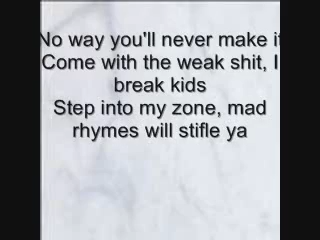 No way you'll never make it
Come with the weak shit, I
break kids
Step into my zone, mad
rhymes will stifle ya